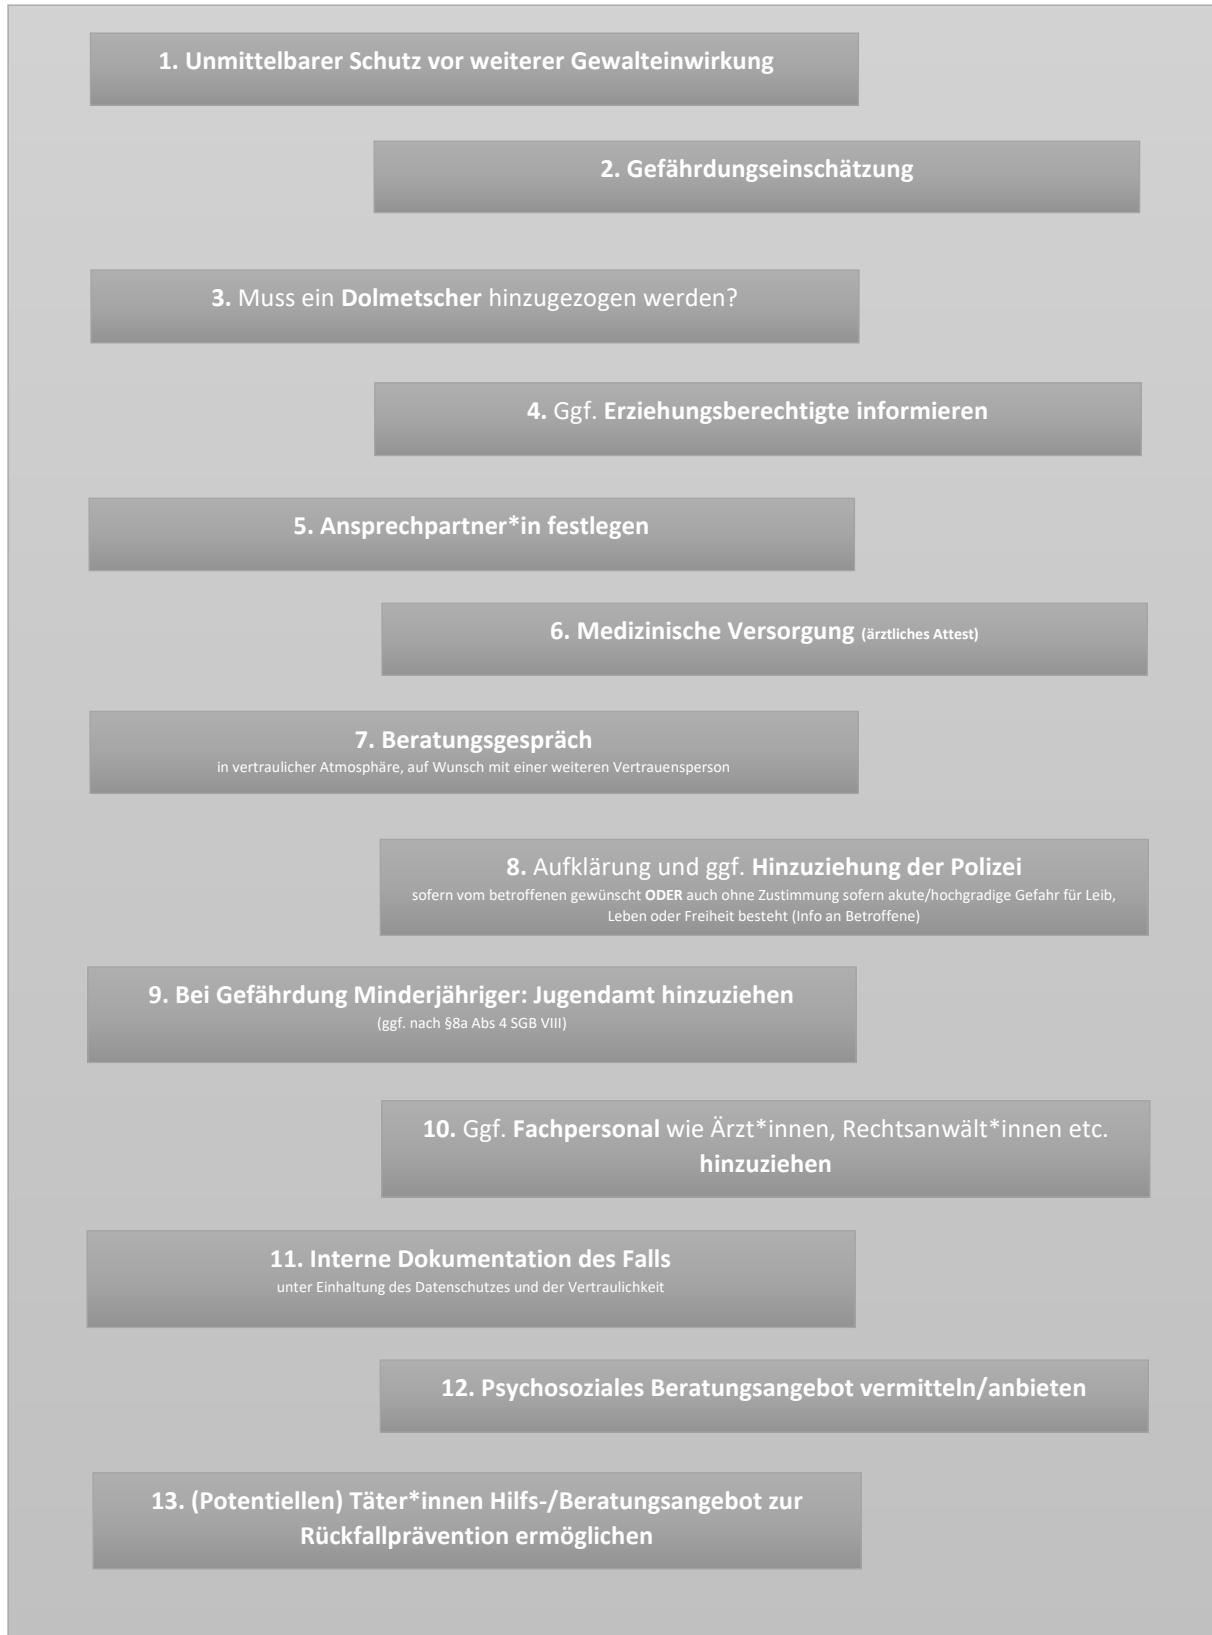 1. Unmittelbarer Schutz vor weiterer Gewalteinwirkung
2. Gefährdungseinschätzung
3. Muss ein Dolmetscher hinzugezogen werden?
4. Ggf. Erziehungsberechtigte informieren
5. Ansprechpartner*in festlegen
6. Medizinische Versorgung (ärztliches Attest)
7. Beratungsgespräch
in vertraulicher Atmosphäre, auf Wunsch mit einer weiteren Vertrauensperson
8. Aufklärung und ggf. Hinzuziehung der Polizei
sofern vom betroffenen gewünscht ODER auch ohne Zustimmung sofern akute/hochgradige Gefahr für Leib,
Leben oder Freiheit besteht (Info an Betroffene)
9. Bei Gefährdung Minderjähriger: Jugendamt hinzuziehen
(ggf. nach §8a Abs 4 SGB VIII)
10. Ggf. Fachpersonal wie Ärzt*innen, Rechtsanwält*innen etc.
hinzuziehen
11. Interne Dokumentation des Falls
unter Einhaltung des Datenschutzes und der Vertraulichkeit
12. Psychosoziales Beratungsangebot vermitteln/anbieten
13. (Potentiellen) Täter*innen Hilfs-/Beratungsangebot zur
Rückfallprävention ermöglichen